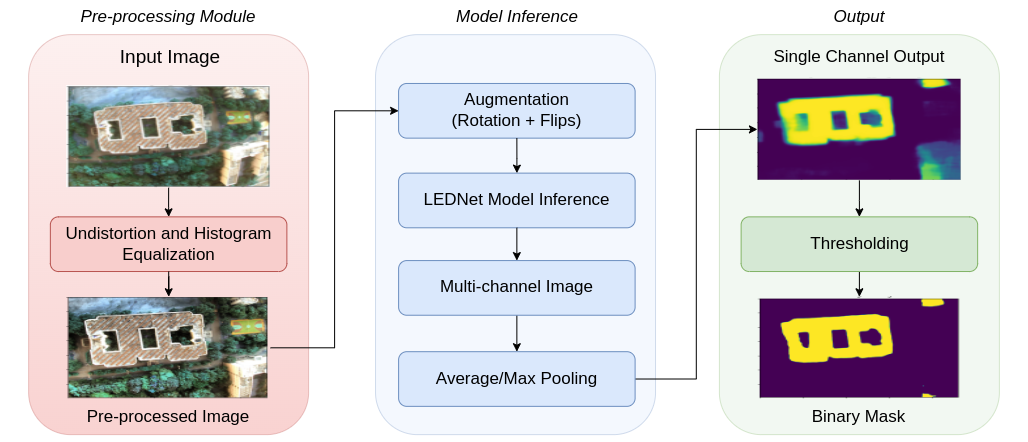 Pre-processing Module
Input Image
Undistortion and Histogram
Equalization
Pre-processed Image
Model Inference
Augmentation
(Rotation + Flips)
LEDNet Model Inference
Multi-channel Image
Average/Max Pooling
Output
Single Channel Output
Thresholding
Binary Mask